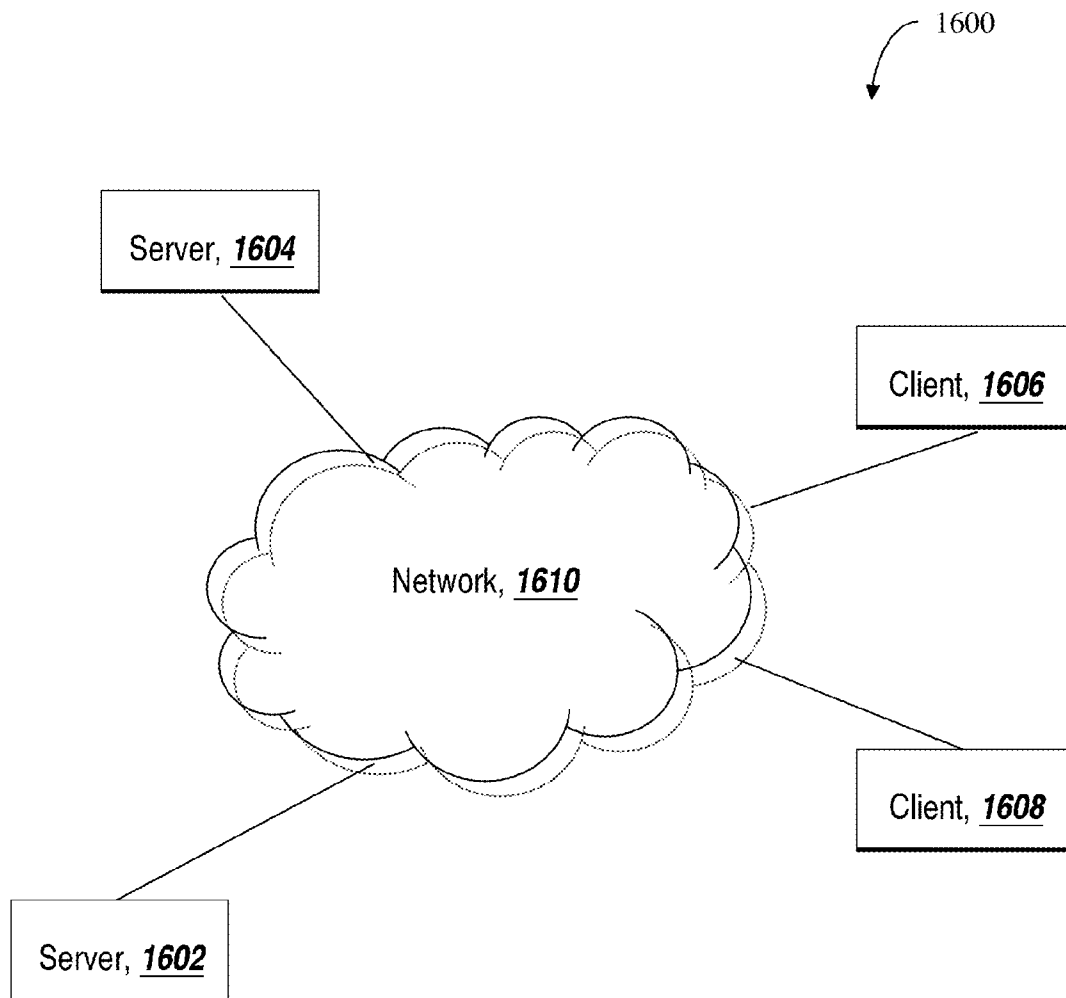 1600
Server, 1604
Client, 1606
Network, 1610
Client, 1608
Server, 1602